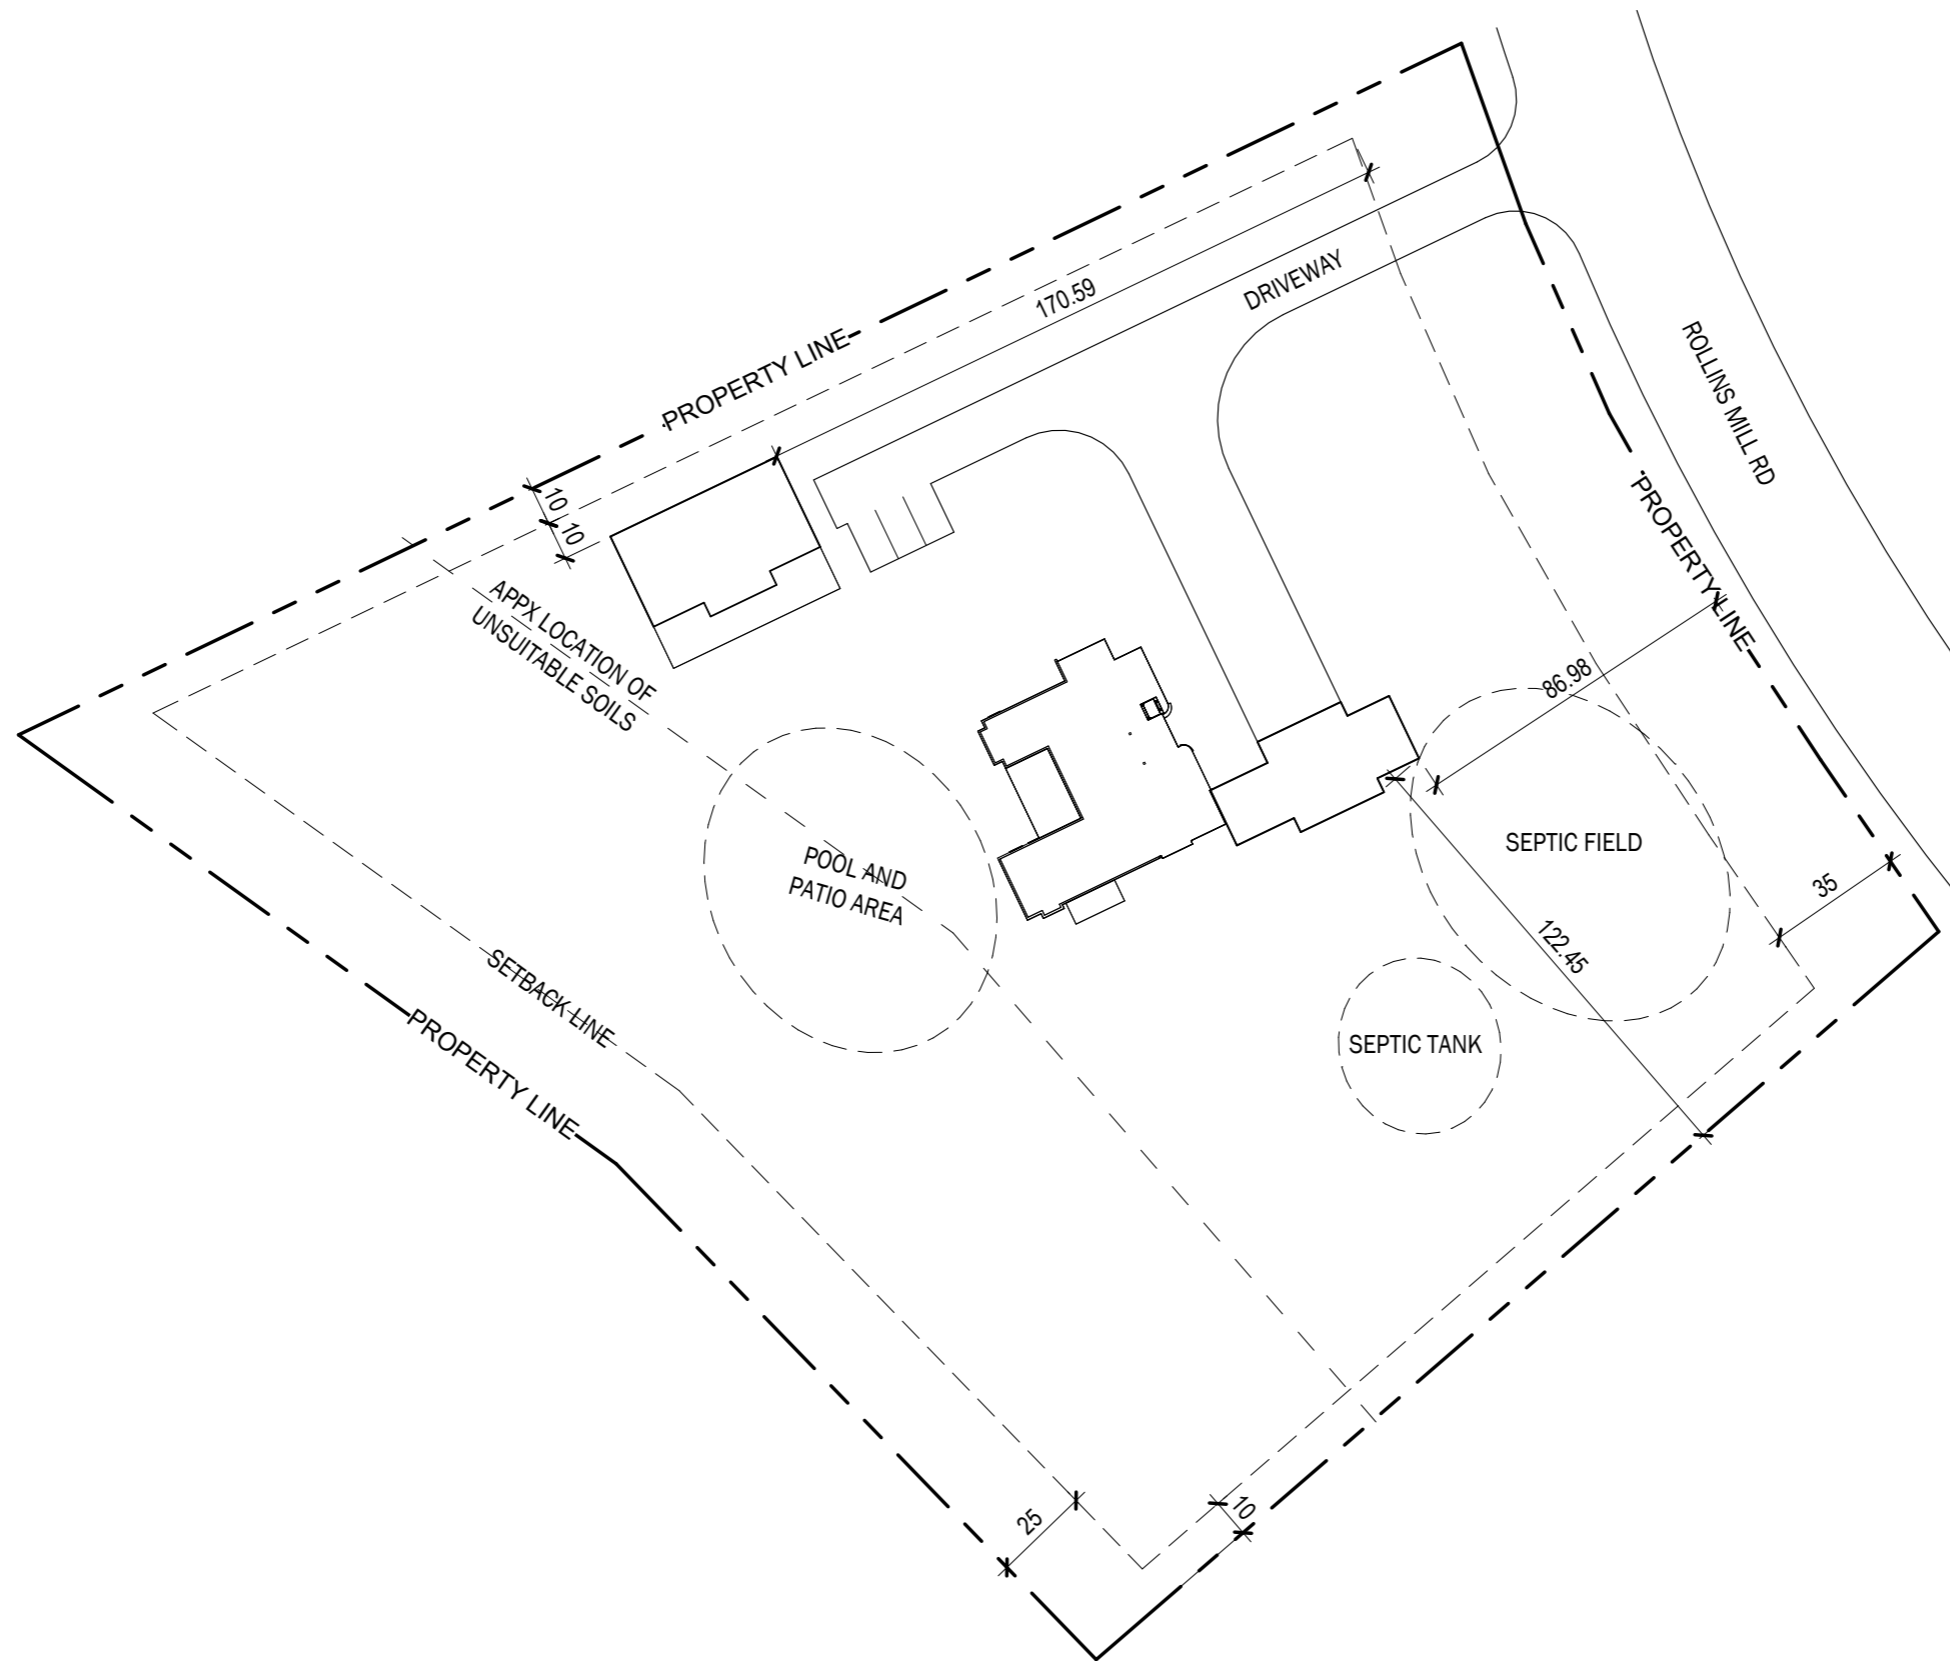 170.59
DRIVEWAY
PROPERTY LINE
ROLLINS MILL RD
10
10
PROPERTY LINE
APPX LOCATION OF
UNSUITABLE SOILS
86.98
POOL AND
PATIO AREA
SEPTIC FIELD
35
122.45
SETBACK LINE
SEPTIC TANK
PROPERTY LINE
25
10